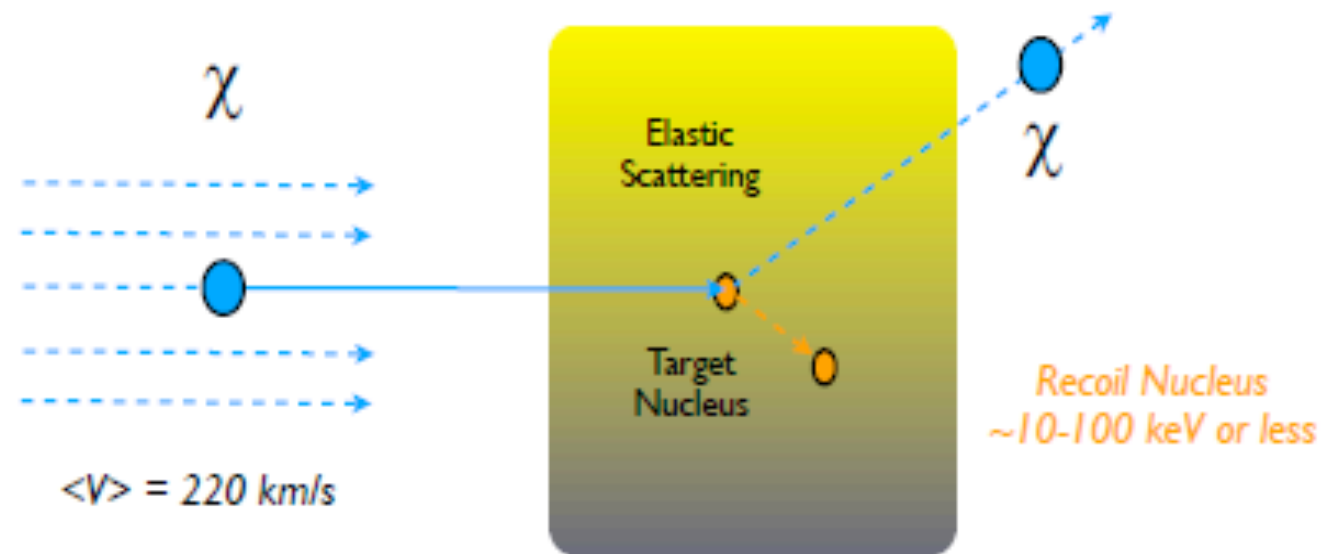 χ
Elastic
Scattering
χ
Target
Nucleus
Recoil Nucleus
~10-100 keV or less
<V> = 220 km/s